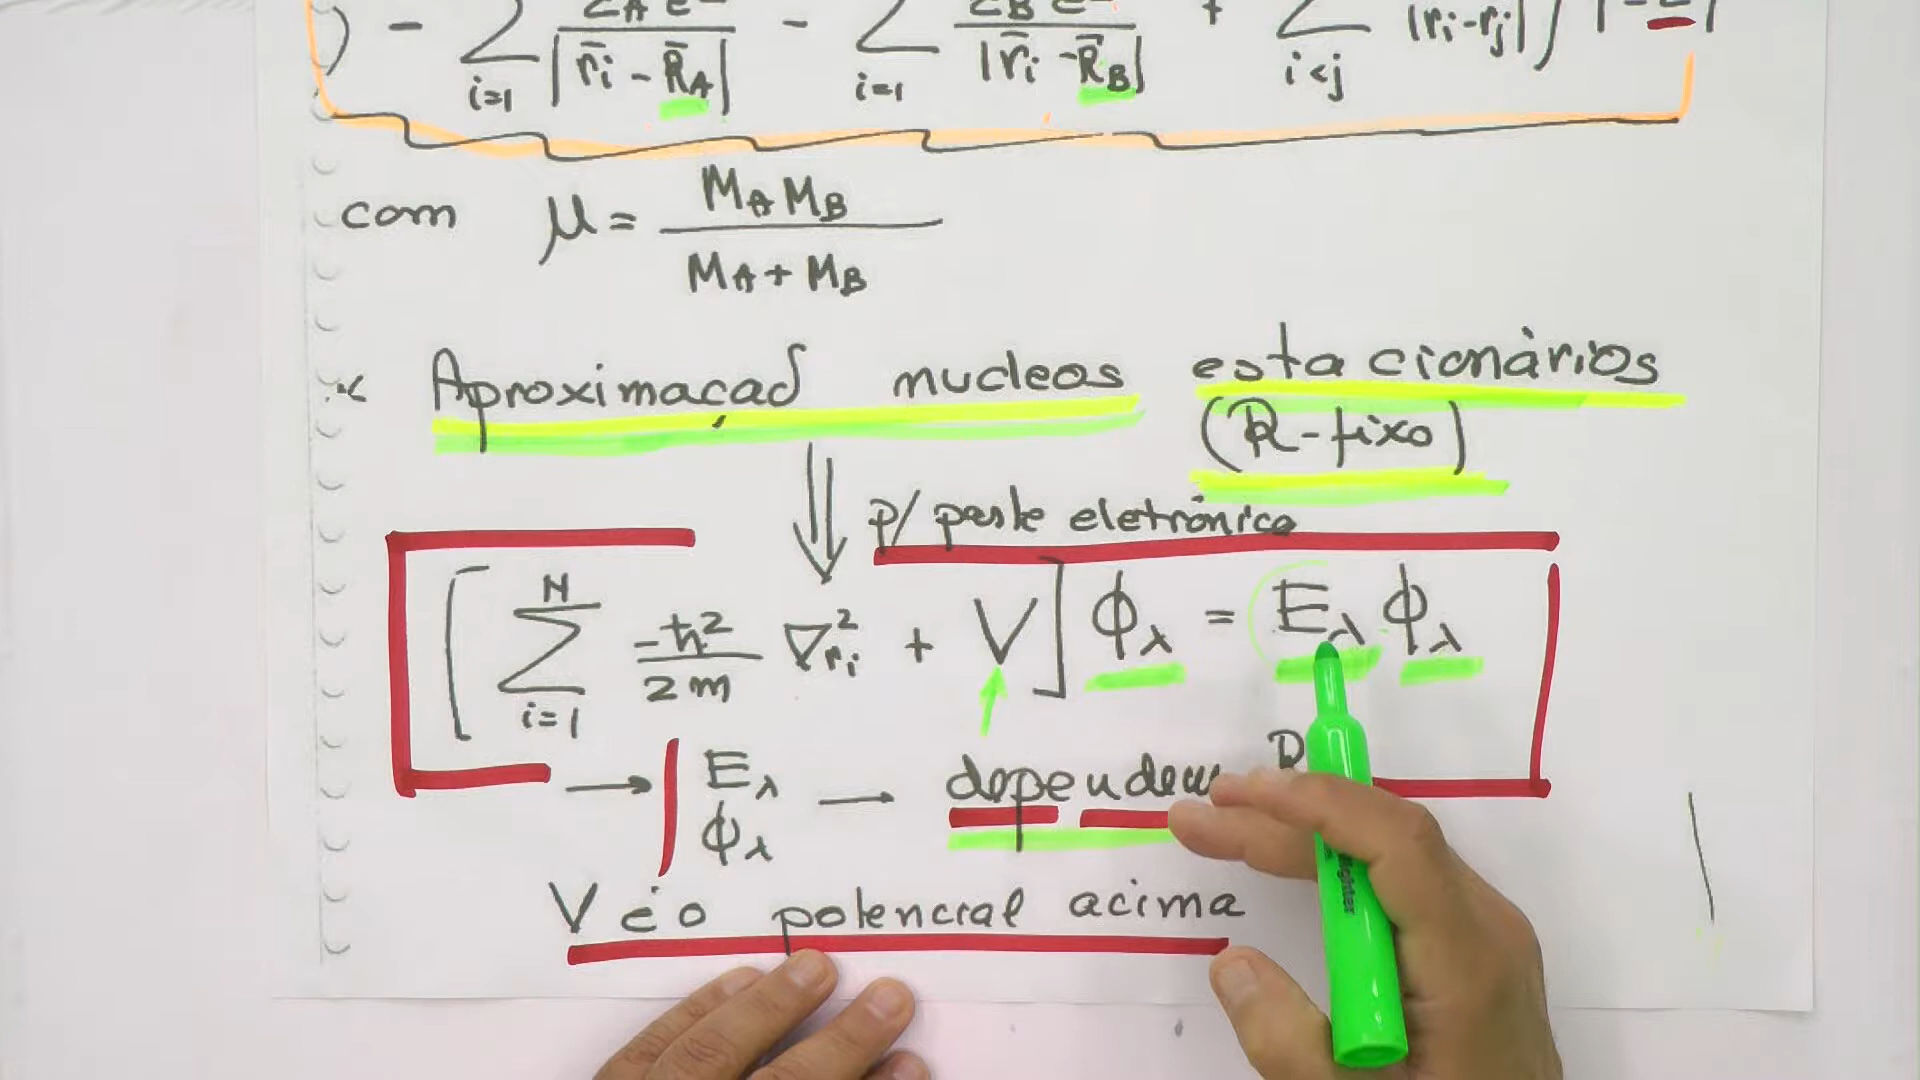 ) - Σ_{i=1} Z_A e² / |r̄_i - R̄_A| - Σ_{i=1} Z_B e² / |r̄_i - R̄_B| + Σ_{i<j} / |r_i - r_j| )
com μ = M_A M_B / M_A + M_B
Aproximação nucleos estacionários
(R-fixo)
p/ parte eletrônica
[ Σ_{i=1}^{N} -ħ²/2m ∇²_{r_i} + V ] ϕ_λ = E_λ ϕ_λ
→ E_λ ϕ_λ — dependem
V é o potencial acima